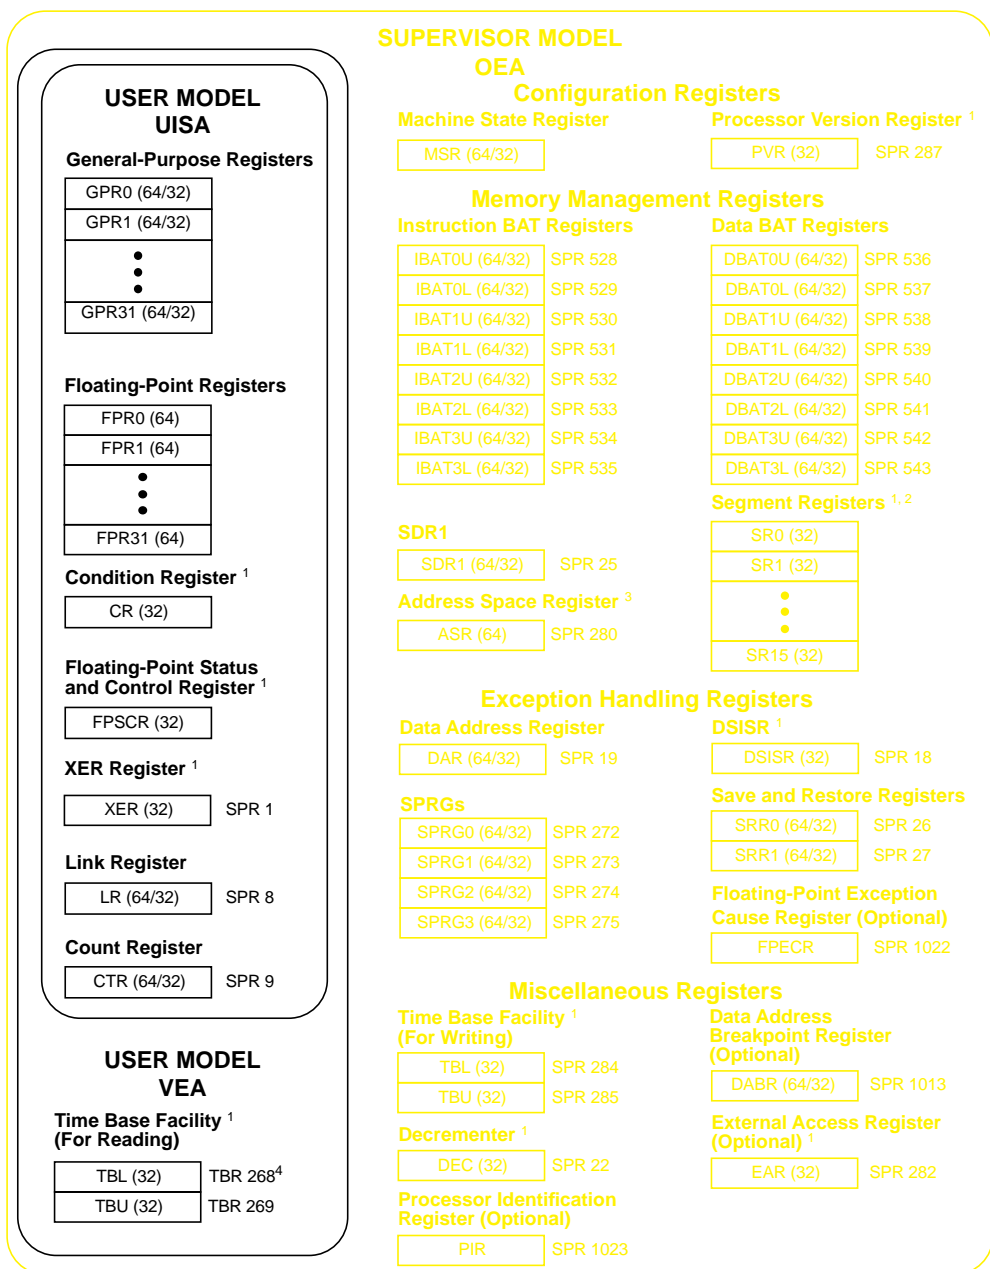 SUPERVISOR MODEL
OEA
USER MODEL
UISA
General-Purpose Registers
GPR0 (64/32)
GPR1 (64/32)
GPR31 (64/32)
Floating-Point Registers
FPR0 (64)
FPR1 (64)
FPR31 (64)
Condition Register 1
CR (32)
Floating-Point Status
and Control Register 1
FPSCR (32)
XER Register 1
XER (32) SPR 1
Link Register
LR (64/32) SPR 8
Count Register
CTR (64/32) SPR 9
USER MODEL
VEA
Time Base Facility 1
(For Reading)
TBL (32) TBR 2684
TBU (32) TBR 269
Configuration Registers
Machine State Register
MSR (64/32)
Processor Version Register 1
PVR (32) SPR 287
Memory Management Registers
Instruction BAT Registers
IBAT0U (64/32) SPR 528
IBAT0L (64/32) SPR 529
IBAT1U (64/32) SPR 530
IBAT1L (64/32) SPR 531
IBAT2U (64/32) SPR 532
IBAT2L (64/32) SPR 533
IBAT3U (64/32) SPR 534
IBAT3L (64/32) SPR 535
Data BAT Registers
DBAT0U (64/32) SPR 536
DBAT0L (64/32) SPR 537
DBAT1U (64/32) SPR 538
DBAT1L (64/32) SPR 539
DBAT2U (64/32) SPR 540
DBAT2L (64/32) SPR 541
DBAT3U (64/32) SPR 542
DBAT3L (64/32) SPR 543
SDR1
SDR1 (64/32) SPR 25
Address Space Register 3
ASR (64) SPR 280
Segment Registers 1, 2
SR0 (32)
SR1 (32)
SR15 (32)
Exception Handling Registers
Data Address Register
DAR (64/32) SPR 19
SPRGs
SPRG0 (64/32) SPR 272
SPRG1 (64/32) SPR 273
SPRG2 (64/32) SPR 274
SPRG3 (64/32) SPR 275
DSISR 1
DSISR (32) SPR 18
Save and Restore Registers
SRR0 (64/32) SPR 26
SRR1 (64/32) SPR 27
Floating-Point Exception
Cause Register (Optional)
FPECR SPR 1022
Miscellaneous Registers
Time Base Facility 1
(For Writing)
TBL (32) SPR 284
TBU (32) SPR 285
Decrementer 1
DEC (32) SPR 22
Processor Identification
Register (Optional)
PIR SPR 1023
Data Address
Breakpoint Register
(Optional)
DABR (64/32) SPR 1013
External Access Register
(Optional) 1
EAR (32) SPR 282